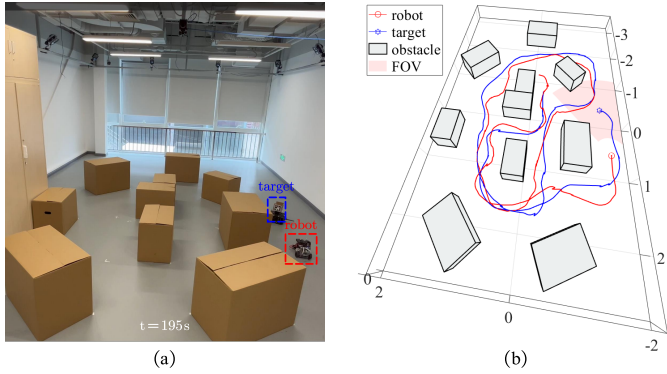 target
robot
t = 195s
(a)
robot
target
obstacle
FOV
-3
-2
-1
0
1
2
0
2
0
-2
(b)